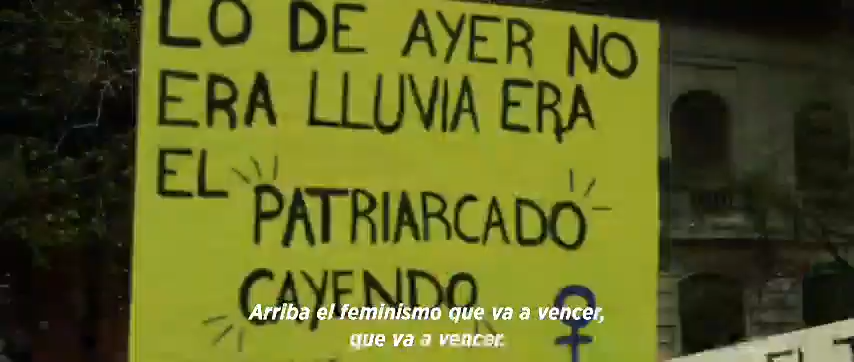 LO DE AYER NO
ERA LLUVIA ERA
EL
PATRIARCADO
CAYENDO
Arriba el feminismo que va a vencer,
que va a vencer.
EL